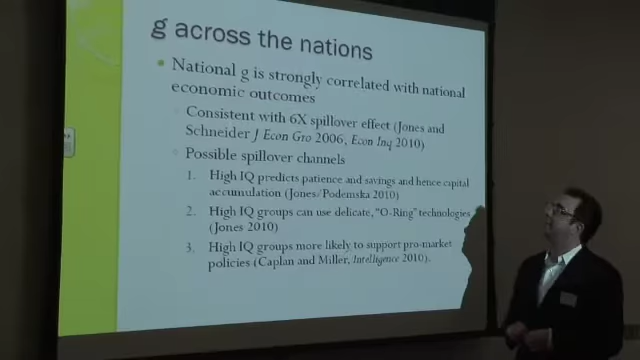 g across the nations
National g is strongly correlated with national
economic outcomes
Consistent with 6X spillover effect (Jones and
Schneider J Econ Gro 2006, Econ Inq 2010)
Possible spillover channels
1. High IQ predicts patience and savings and hence capital
accumulation (Jones/Podemska 2010)
2. High IQ groups can use delicate, "O-Ring" technologies
(Jones 2010)
3. High IQ groups more likely to support pro-market
policies (Caplan and Miller, Intelligence 2010).